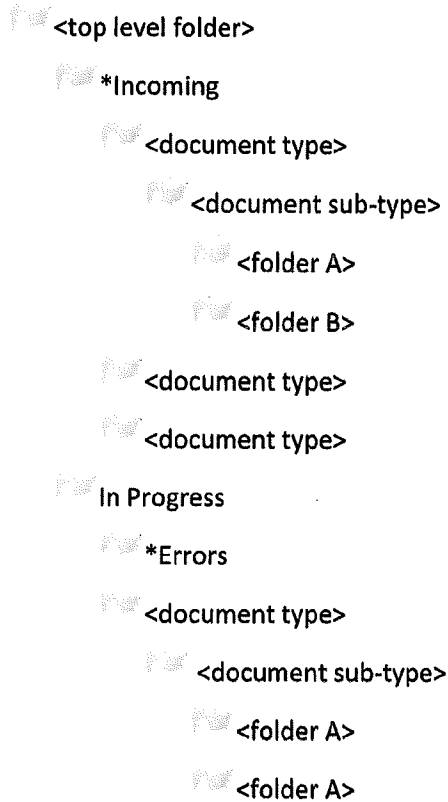 <top level folder>
*Incoming
<document type>
<document sub-type>
<folder A>
<folder B>
<document type>
<document type>
In Progress
*Errors
<document type>
<document sub-type>
<folder A>
<folder A>